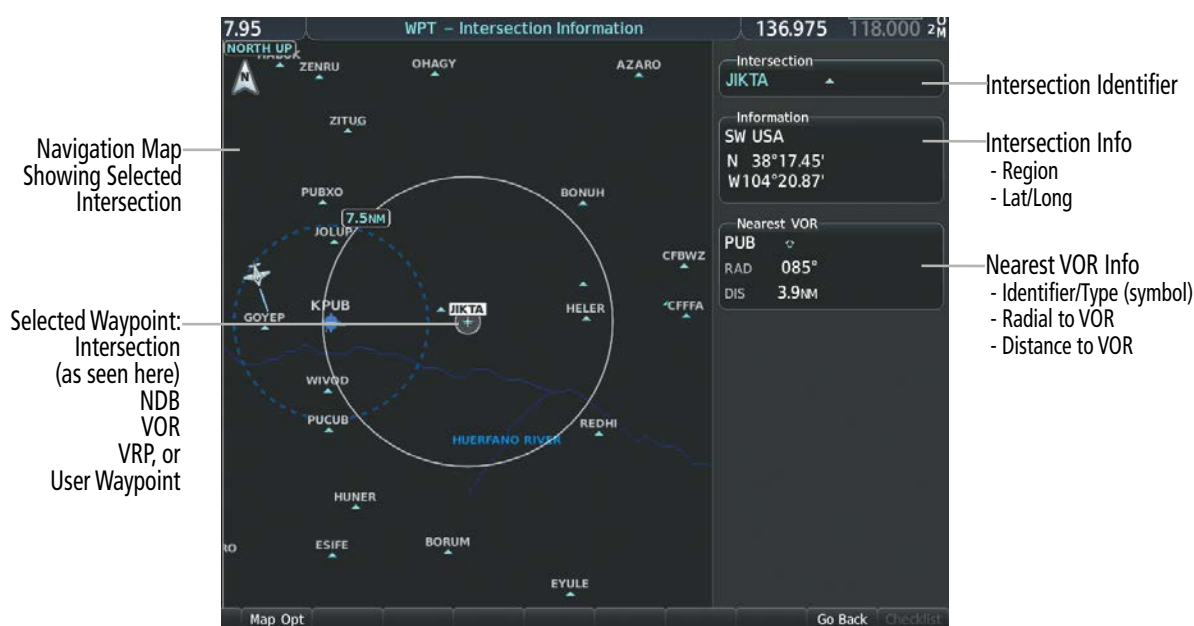 7.95
WPT – Intersection Information
136.975
118.000
2M
NORTH UP
N
ZENRU
OHAGY
AZARO
ZITUG
PUBXO
BONUH
7.5NM
JOLUP
CFBWZ
KPUB
JIKTA
HELER
CFFFA
GOYEP
WIVOD
PUCUB
REDHI
HUERFANO RIVER
HUNER
ESIFE
BORUM
EYULE
Map Opt
Go Back
Checklist
Intersection
JIKTA
Information
SW USA
N 38°17.45'
W104°20.87'
Nearest VOR
PUB
RAD 085°
DIS 3.9NM
Navigation Map
Showing Selected
Intersection
Selected Waypoint:
Intersection
(as seen here)
NDB
VOR
VRP, or
User Waypoint
Intersection Identifier
Intersection Info
- Region
- Lat/Long
Nearest VOR Info
- Identifier/Type (symbol)
- Radial to VOR
- Distance to VOR